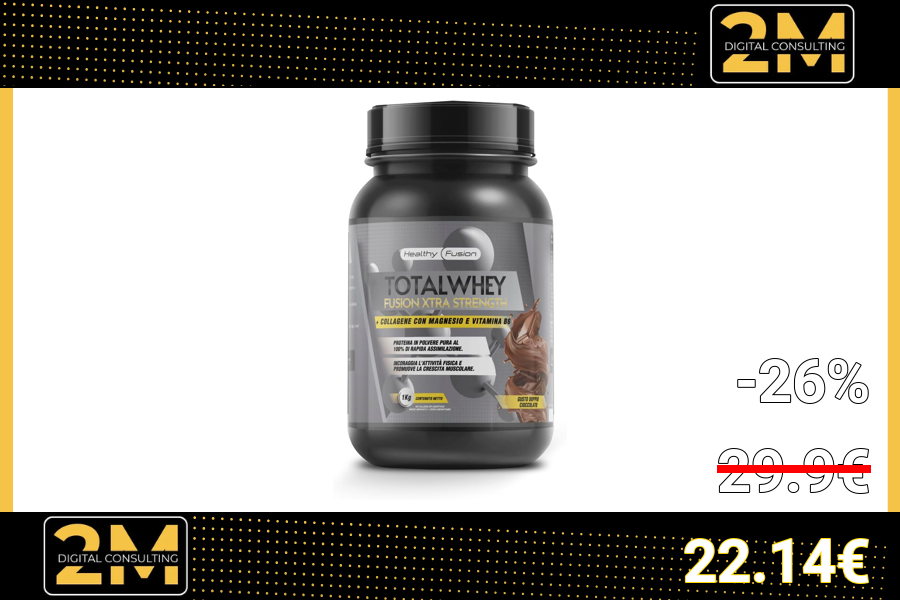 2M
DIGITAL CONSULTING
Healthy Fusion
TOTALWHEY
FUSION XTRA STRENGTH
+ COLLAGENE CON MAGNESIO E VITAMINA B6
PROTEINA IN POLVERE PURA AL
100% DI RAPIDA ASSIMILAZIONE.
INCORAGGIA L'ATTIVITÀ FISICA E
PROMUOVE LA CRESCITA MUSCOLARE.
1Kg CONTENUTO NETTO
GUSTO DOPPIO
CIOCCOLATO
-26%
29.9€
2M
DIGITAL CONSULTING
22.14€